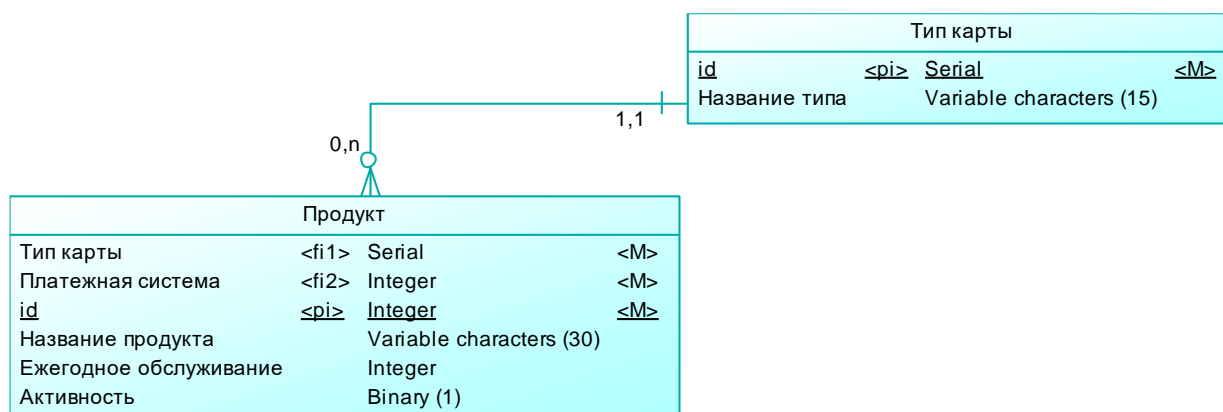 Тип карты
id <pi> Serial <M>
Название типа Variable characters (15)
1,1
0,n
Продукт
Тип карты <fi1> Serial <M>
Платежная система <fi2> Integer <M>
id <pi> Integer <M>
Название продукта Variable characters (30)
Ежегодное обслуживание Integer
Активность Binary (1)